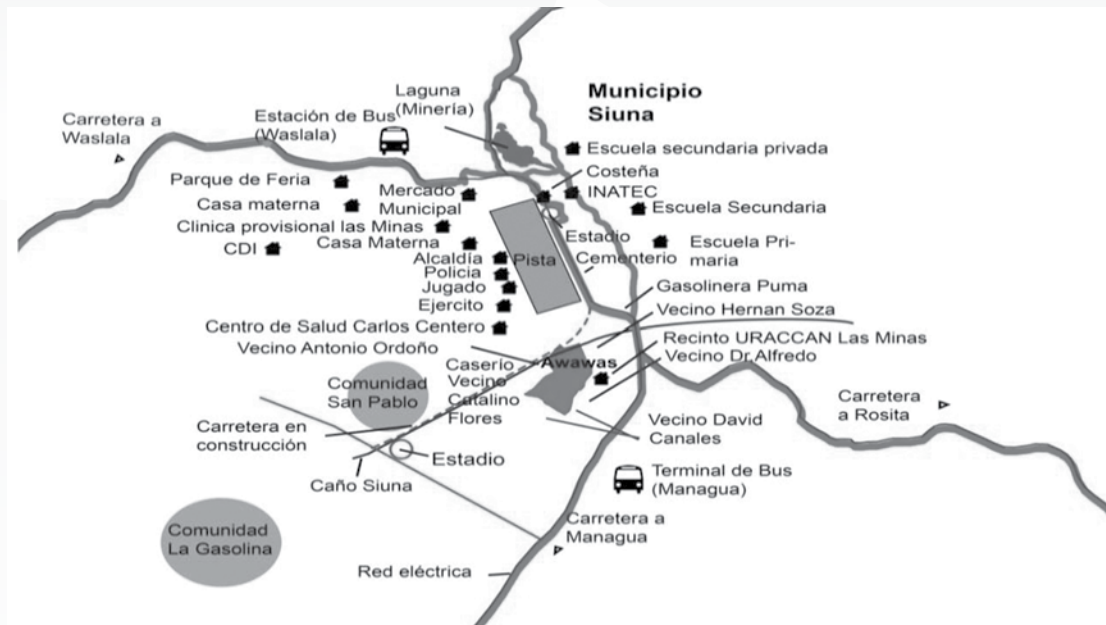 Municipio
Siuna
Laguna
(Minería)
Carretera a
Waslala
Estación de Bus
(Waslala)
Escuela secundaria privada
Costeña
INATEC
Parque de Feria
Mercado
Municipal
Casa materna
Escuela Secundaria
Clinica provisional las Minas
Estadio
CDI
Casa Materna
Escuela Pri-
maria
Alcaldía
Pista
Cementerio
Policia
Jugado
Gasolinera Puma
Ejercito
Vecino Hernan Soza
Centro de Salud Carlos Centero
Recinto URACCAN Las Minas
Vecino Antonio Ordoño
Vecino Dr.Alfredo
Awawas
Caserío
Vecino
Catalino
Flores
Comunidad
San Pablo
Carretera
a Rosita
Vecino David
Canales
Carretera en
construcción
Estadio
Terminal de Bus
(Managua)
Caño Siuna
Carretera a
Managua
Comunidad
La Gasolina
Red eléctrica